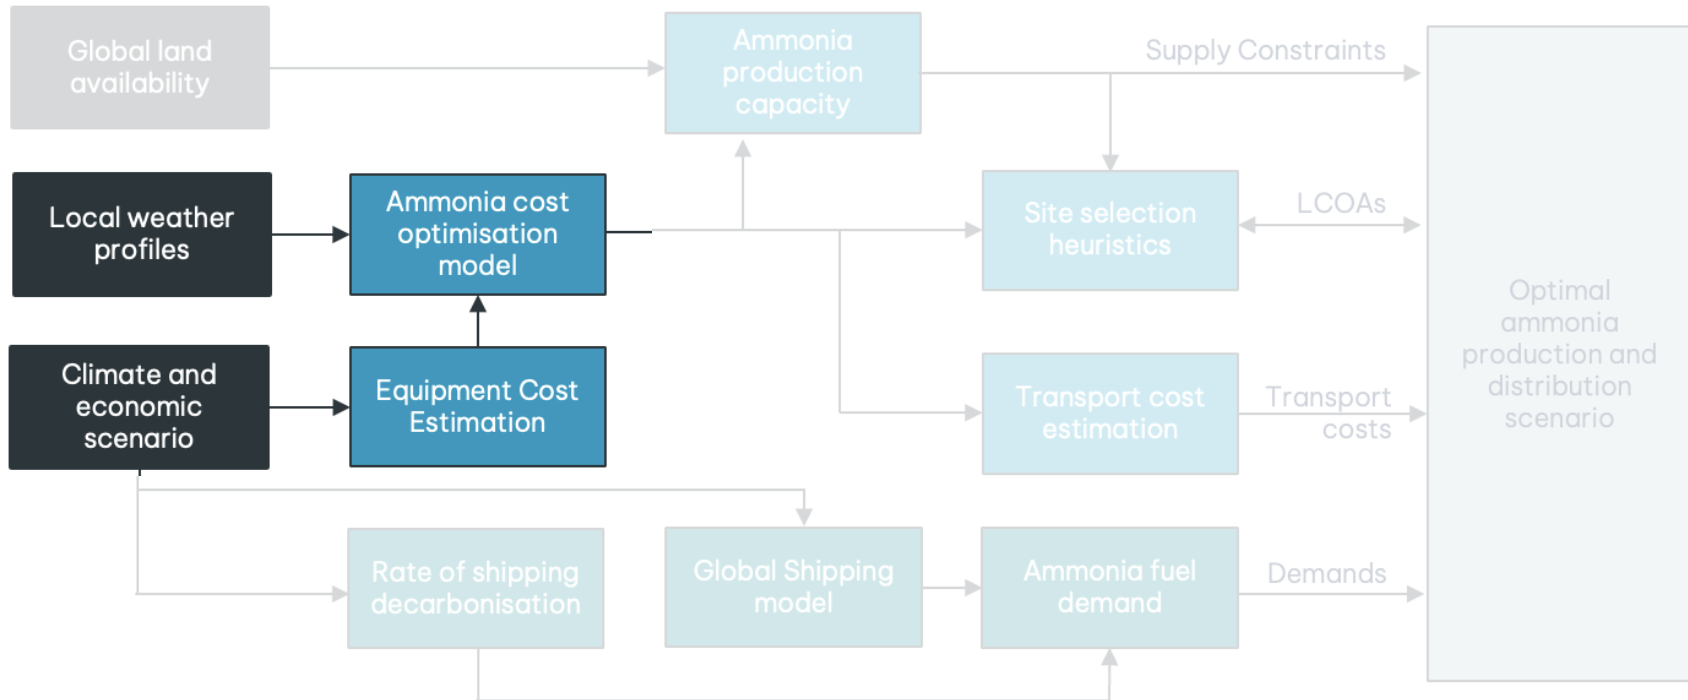 Global land
availability
Ammonia
production
capacity
Supply Constraints
Local weather
profiles
Ammonia cost
optimisation
model
Site selection
heuristics
LCOAs
Climate and
economic
scenario
Equipment Cost
Estimation
Transport cost
estimation
Transport
costs
Optimal
ammonia
production and
distribution
scenario
Rate of shipping
decarbonisation
Global Shipping
model
Ammonia fuel
demand
Demands